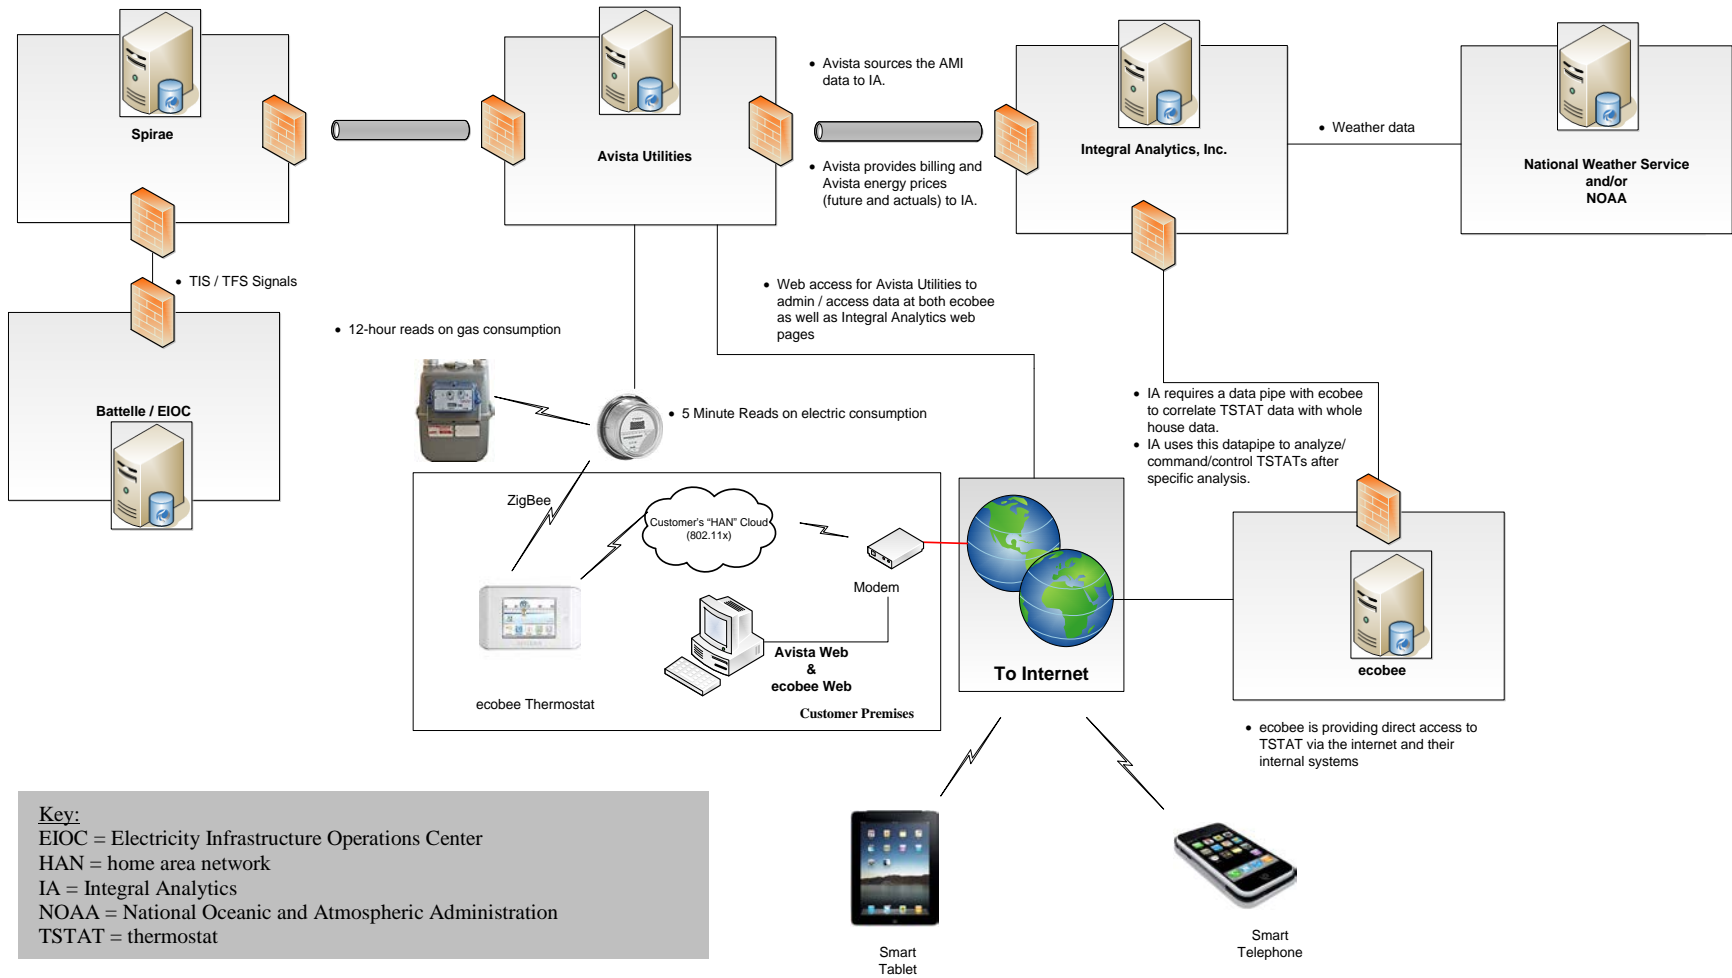 Spirae
Avista Utilities
• Avista sources the AMI
data to IA.
• Avista provides billing and
Avista energy prices
(future and actuals) to IA.
Integral Analytics, Inc.
• Weather data
National Weather Service
and/or
NOAA
• TIS / TFS Signals
• Web access for Avista Utilities to
admin / access data at both ecobee
as well as Integral Analytics web
pages
• 12-hour reads on gas consumption
Battelle / EIOC
• 5 Minute Reads on electric consumption
• IA requires a data pipe with ecobee
to correlate TSTAT data with whole
house data.
• IA uses this datapipe to analyze/
command/control TSTATs after
specific analysis.
ZigBee
Customer's “HAN” Cloud
(802.11x)
Modem
Avista Web
&
ecobee Web
ecobee Thermostat
Customer Premises
To Internet
ecobee
• ecobee is providing direct access to
TSTAT via the internet and their
internal systems
Key:
EIOC = Electricity Infrastructure Operations Center
HAN = home area network
IA = Integral Analytics
NOAA = National Oceanic and Atmospheric Administration
TSTAT = thermostat
Smart
Tablet
Smart
Telephone